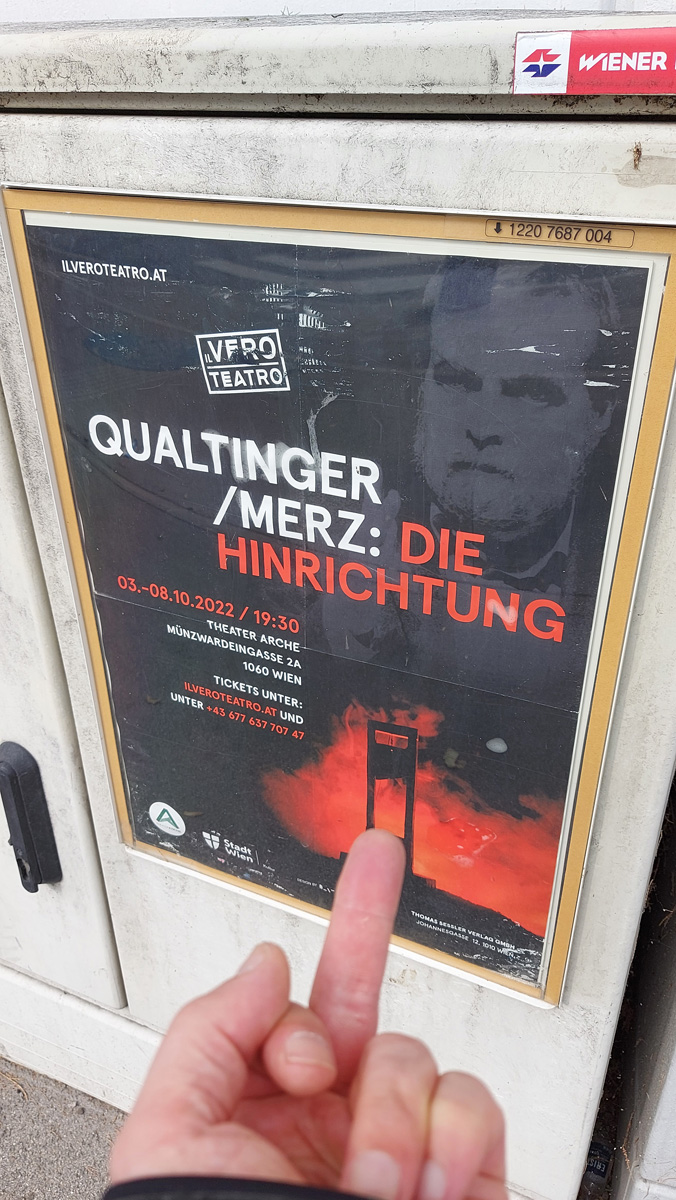 WIENER
↓ 1220 7687 004
ILVEROTEATRO.AT
IL VERO
TEATRO
QUALTINGER
/MERZ: DIE
HINRICHTUNG
03.-08.10.2022 / 19:30
THEATER ARCHE
MÜNZWARDEINGASSE 2A
1060 WIEN
TICKETS UNTER:
ILVEROTEATRO.AT UND
UNTER +43 677 637 707 47
Stadt
Wien
DESIGN BY
THOMAS SESSLER VERLAG GMBH
JOHANNESGASSE 12, 1010 WIEN